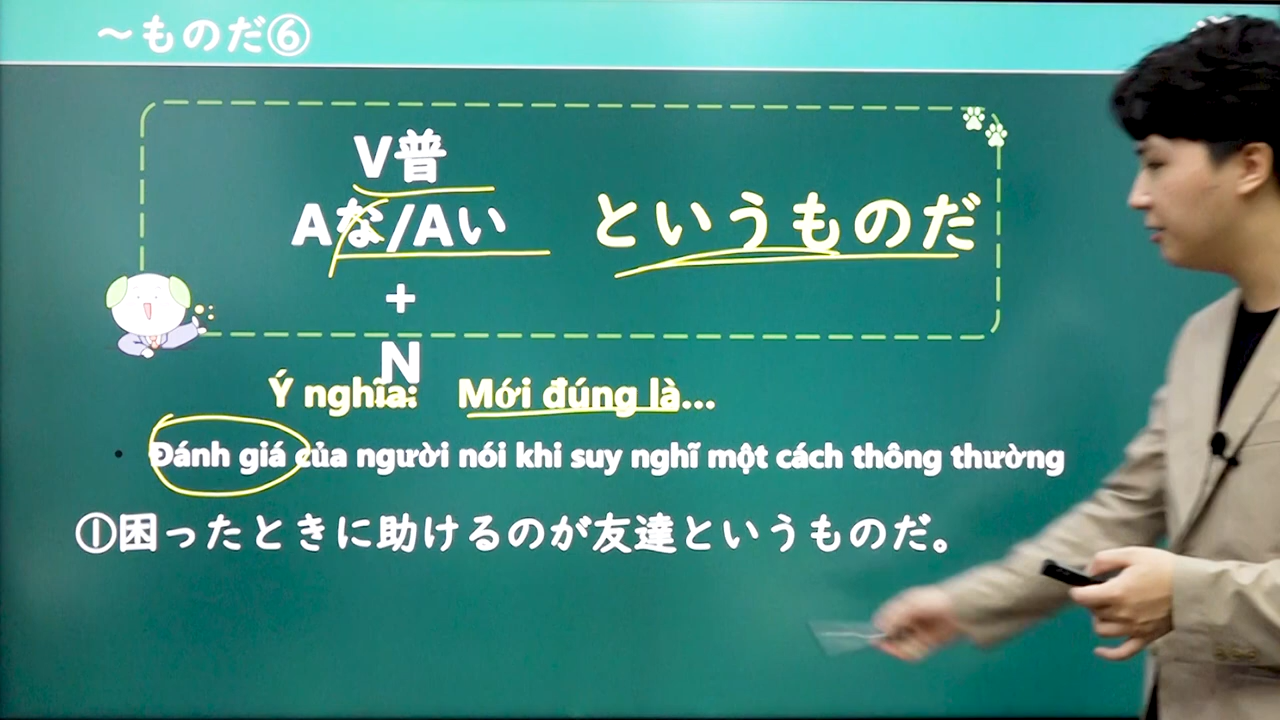 ～ものだ⑥
V普
Aな/Aい というものだ
+
N
Ý nghĩa: Mới đúng là...
• Đánh giá của người nói khi suy nghĩ một cách thông thường
①困ったときに助けるのが友達というものだ。